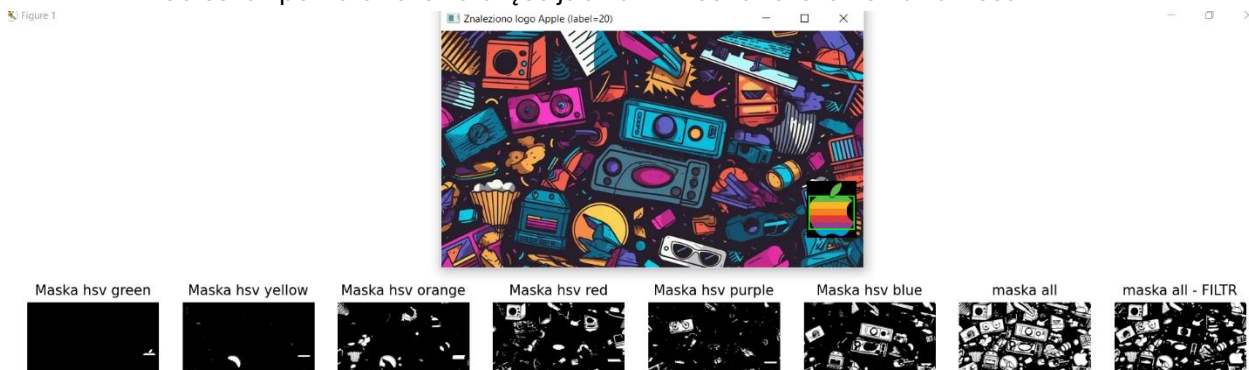 Figure 1
Znaleziono logo Apple (label=20)
Maska hsv green
Maska hsv yellow
Maska hsv orange
Maska hsv red
Maska hsv purple
Maska hsv blue
maska all
maska all - FILTR